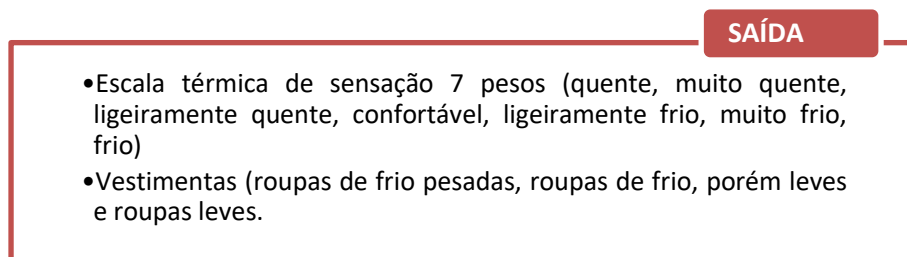 SAÍDA
•Escala térmica de sensação 7 pesos (quente, muito quente,
ligeiramente quente, confortável, ligeiramente frio, muito frio,
frio)
•Vestimentas (roupas de frio pesadas, roupas de frio, porém leves
e roupas leves.